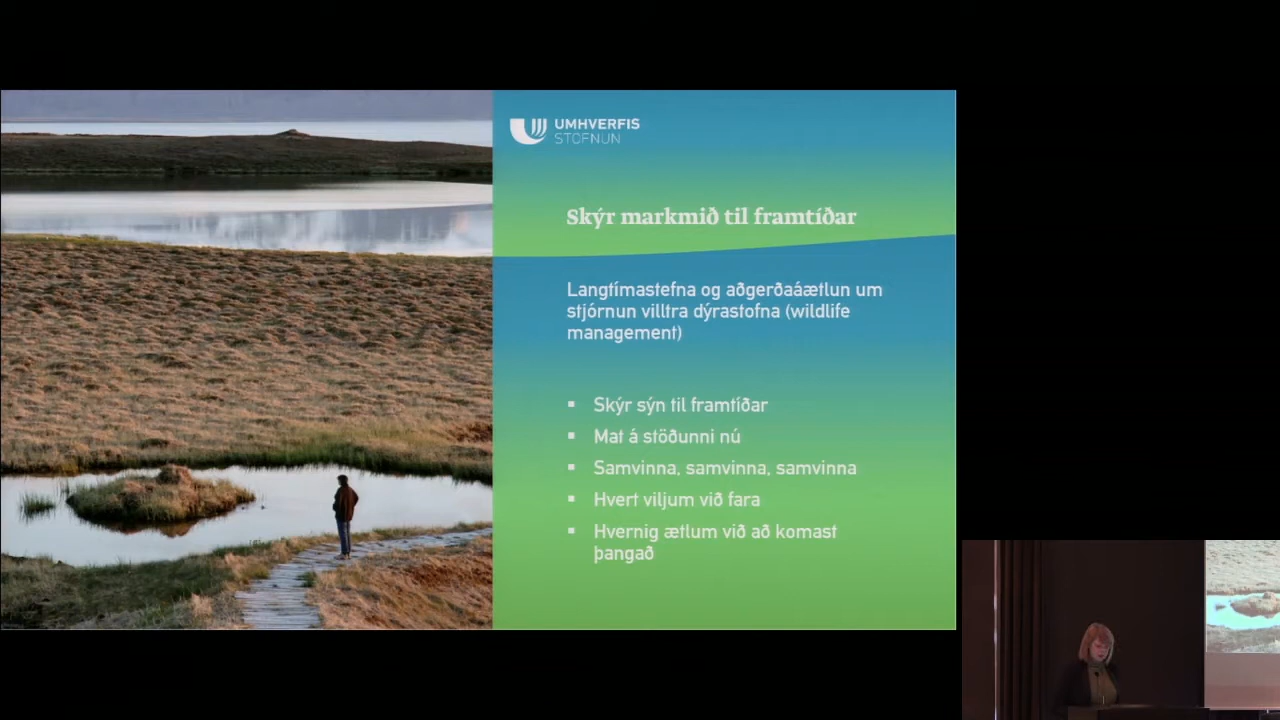 UMHVERFIS
STOFNUN
Skýr markmið til framtíðar
Langtímastefna og aðgerðaáætlun um
stjórnun villtra dýrastofna (wildlife
management)
▪ Skýr sýn til framtíðar
▪ Mat á stöðunni nú
▪ Samvinna, samvinna, samvinna
▪ Hvert viljum við fara
▪ Hvernig ætlum við að komast
þangað